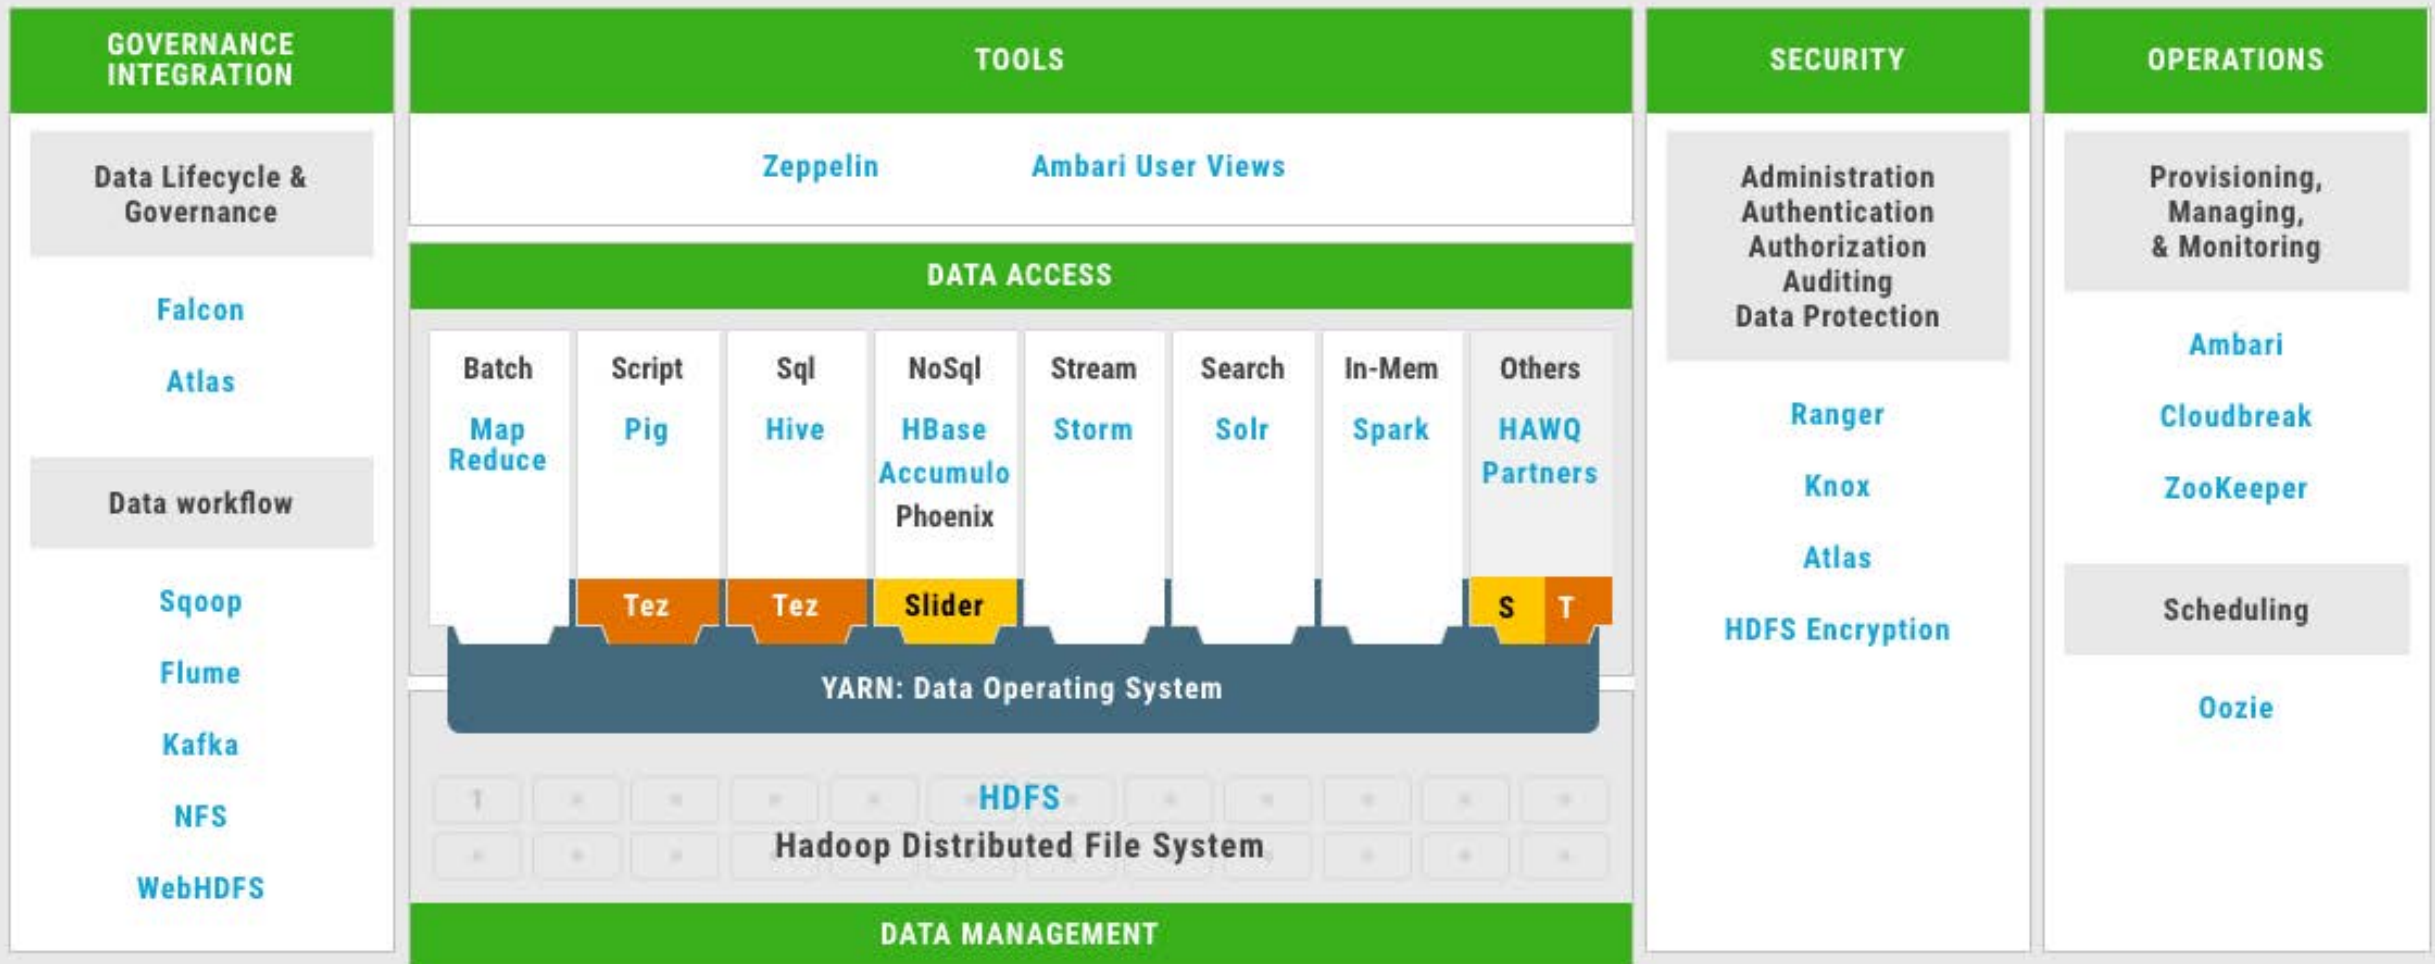 GOVERNANCE
INTEGRATION
Data Lifecycle &
Governance
Falcon
Atlas
Data workflow
Sqoop
Flume
Kafka
NFS
WebHDFS
TOOLS
Zeppelin
Ambari User Views
DATA ACCESS
Batch
Map
Reduce
Script
Pig
Tez
Sql
Hive
Tez
NoSql
HBase
Accumulo
Phoenix
Slider
Stream
Storm
Search
Solr
In-Mem
Spark
Others
HAWQ
Partners
S
T
YARN: Data Operating System
1
HDFS
Hadoop Distributed File System
DATA MANAGEMENT
SECURITY
Administration
Authentication
Authorization
Auditing
Data Protection
Ranger
Knox
Atlas
HDFS Encryption
OPERATIONS
Provisioning,
Managing,
& Monitoring
Ambari
Cloudbreak
ZooKeeper
Scheduling
Oozie